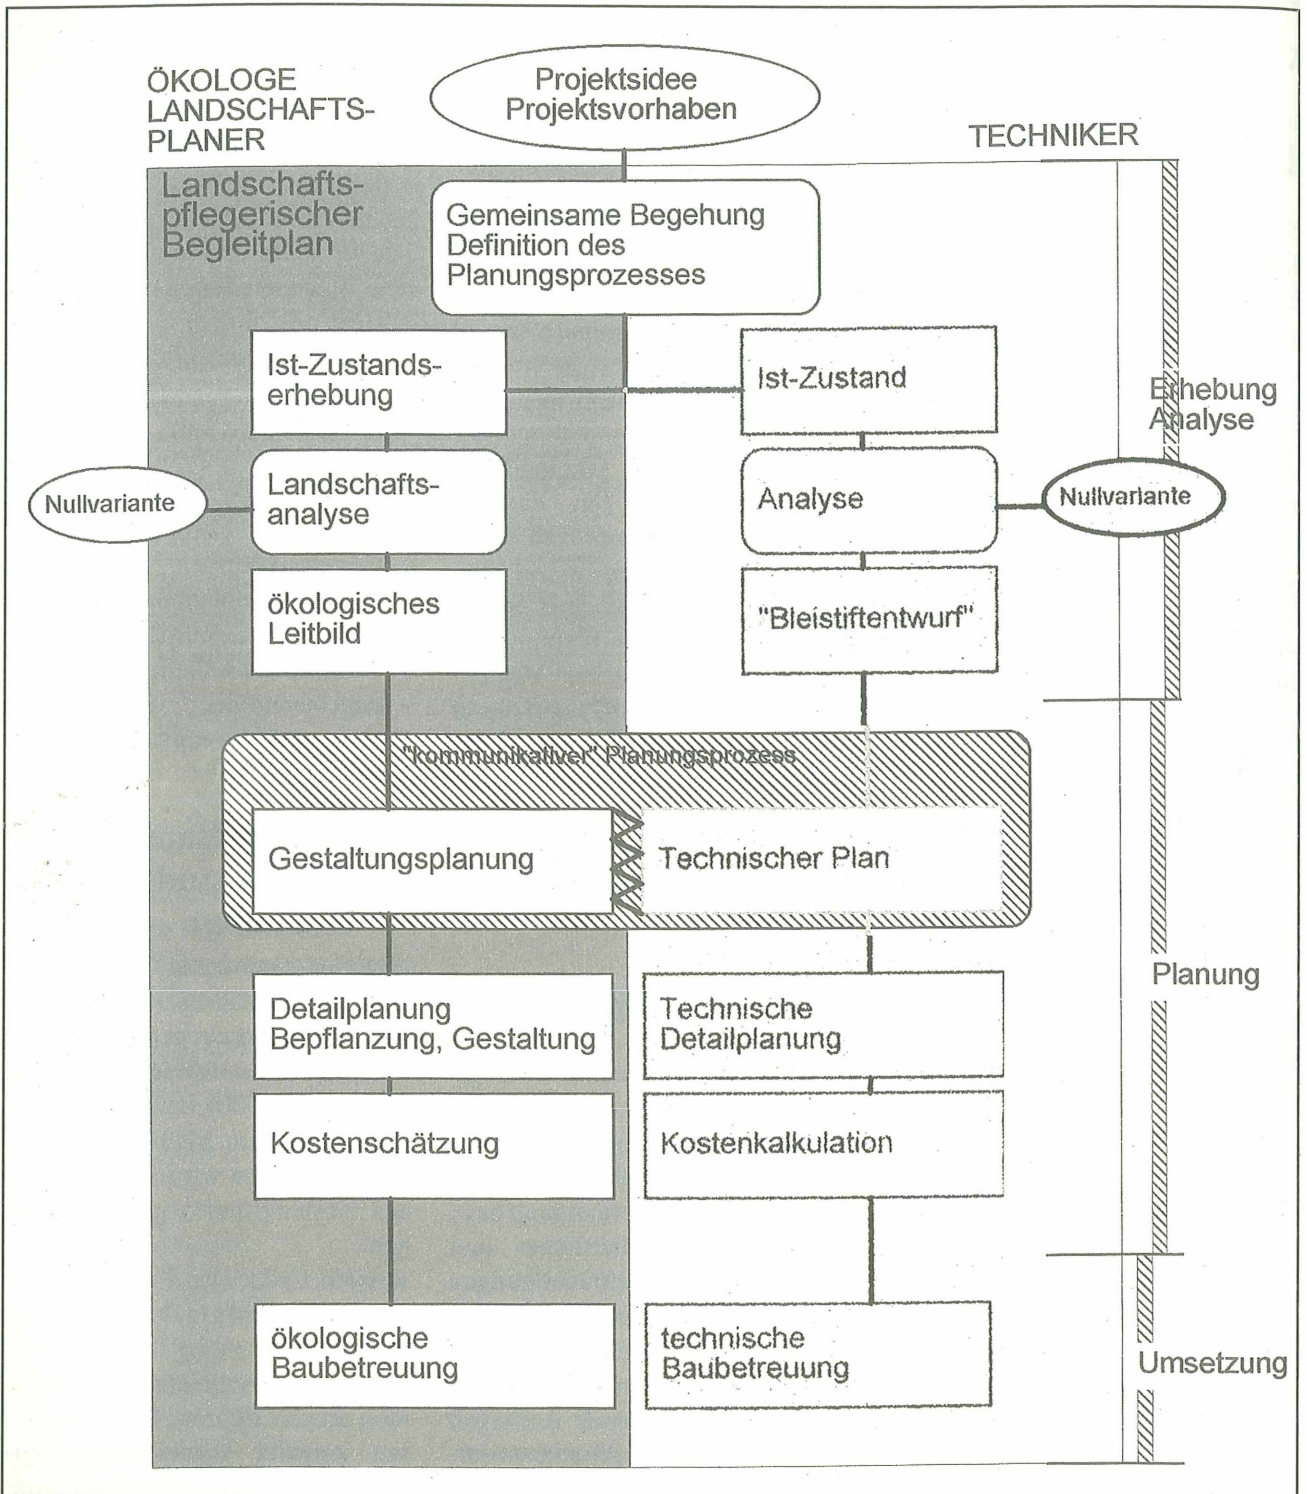 ÖKOLOGE
LANDSCHAFTS-
PLANER
Projektsidee
Projektsvorhaben
TECHNIKER
Landschafts-
pflegerischer
Begleitplan
Gemeinsame Begehung
Definition des
Planungsprozesses
Ist-Zustands-
erhebung
Ist-Zustand
Erhebung
Analyse
Nullvariante
Landschafts-
analyse
Analyse
Nullvariante
ökologisches
Leitbild
"Bleistiftentwurf"
"kommunikativer" Planungsprozess
Gestaltungsplanung
Technischer Plan
Planung
Detailplanung
Bepflanzung, Gestaltung
Technische
Detailplanung
Kostenschätzung
Kostenkalkulation
ökologische
Baubetreuung
technische
Baubetreuung
Umsetzung